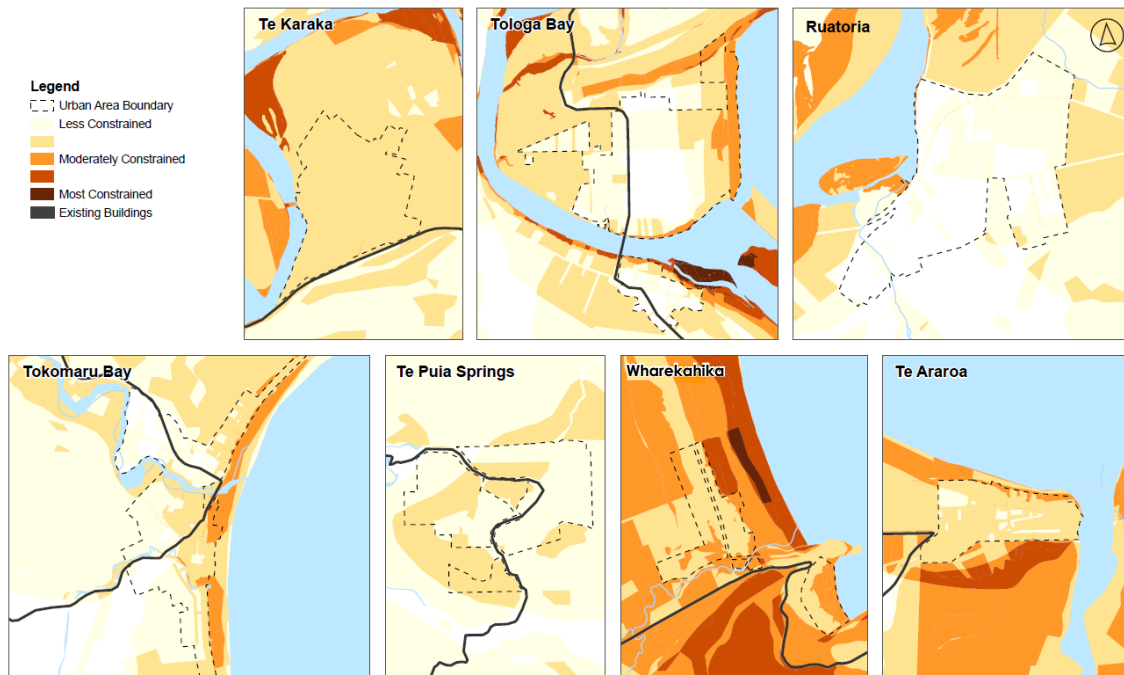 Te Karaka
Tologa Bay
Ruatoria
Legend
Urban Area Boundary
Less Constrained
Moderately Constrained
Most Constrained
Existing Buildings
Tokomaru Bay
Te Puia Springs
Wharekahika
Te Araroa